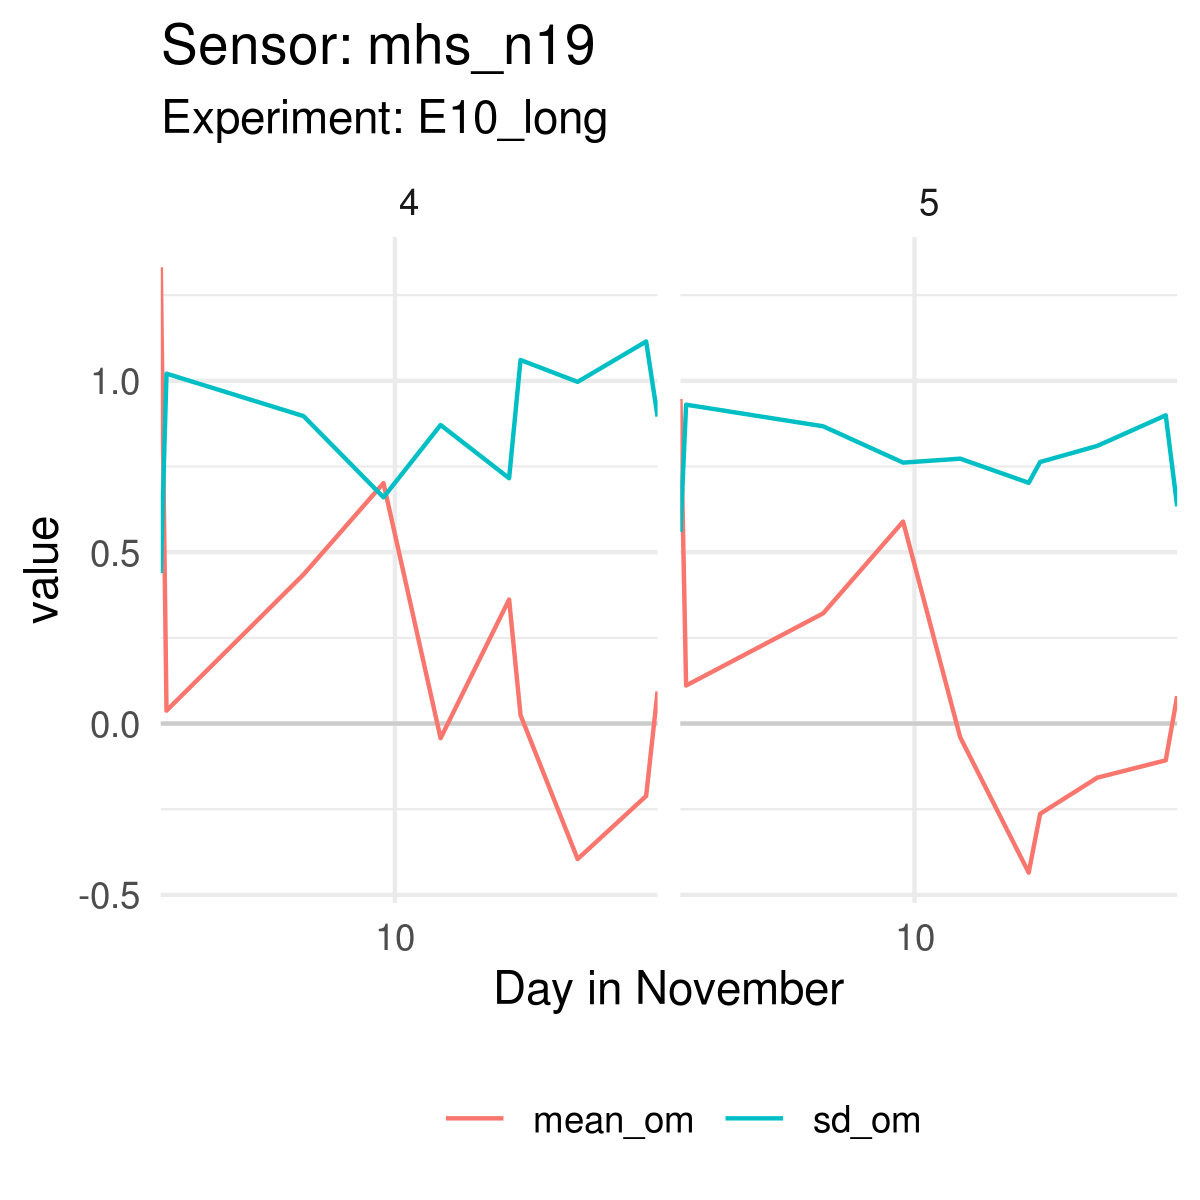 Sensor: mhs_n19
Experiment: E10_long
4
5
value
1.0
0.5
0.0
-0.5
10
10
Day in November
mean_om
sd_om